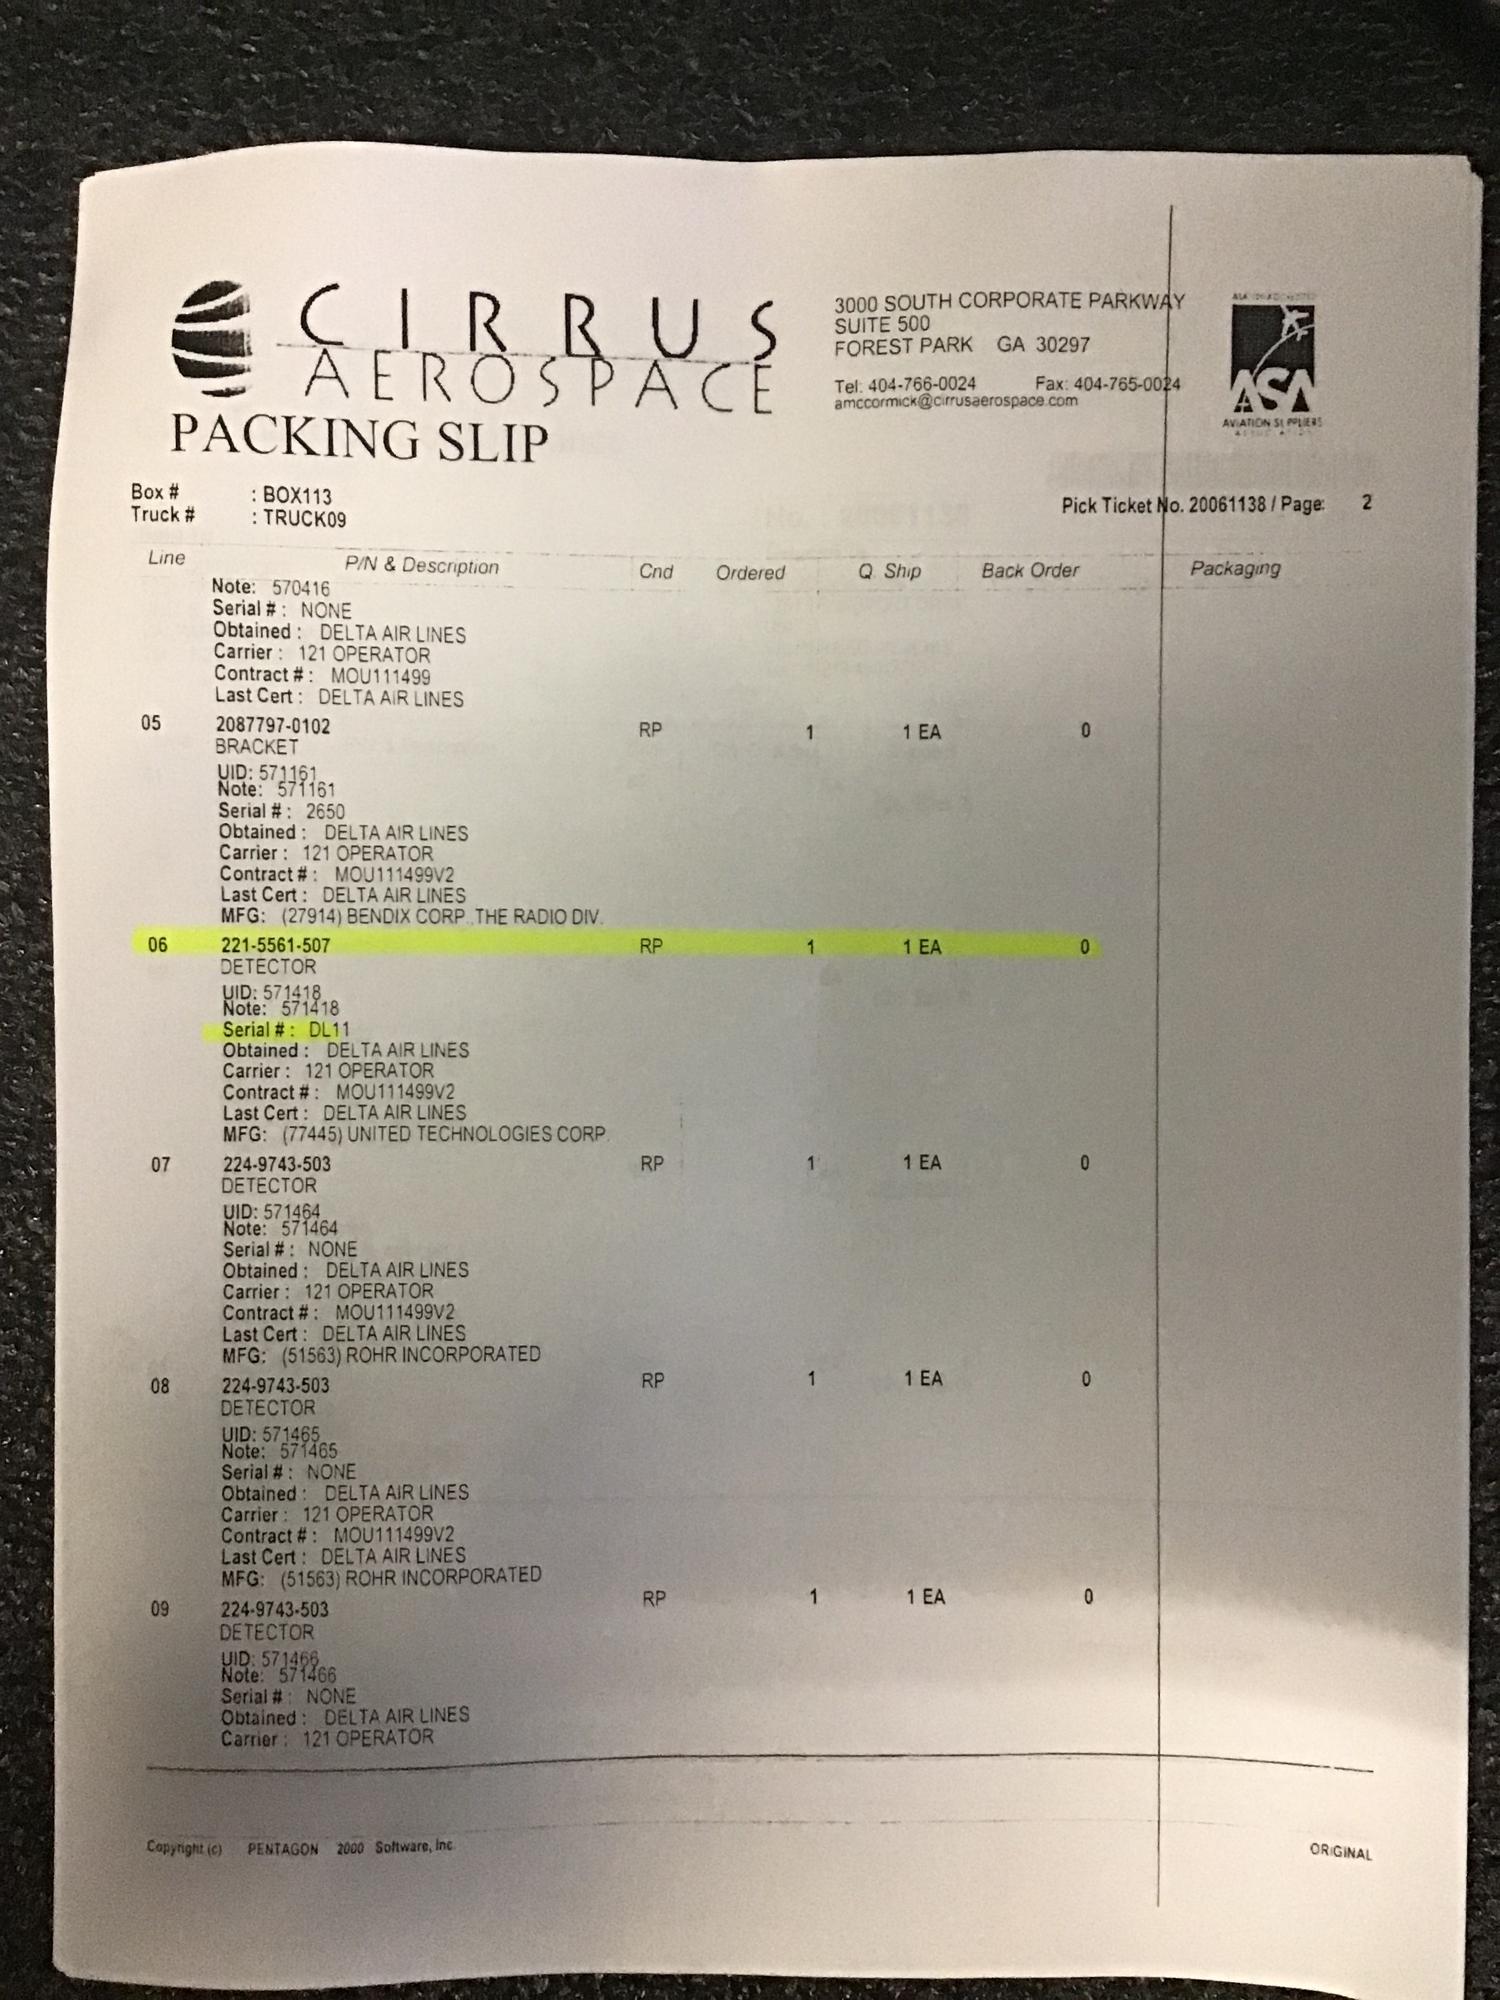 CIRRUS
AEROSPACE
PACKING SLIP
3000 SOUTH CORPORATE PARKWAY
SUITE 500
FOREST PARK GA 30297
Tel: 404-766-0024 Fax: 404-765-0024
amccormick@cirrusaerospace.com
ASA
AVIATION SUPPLIERS
Box # : BOX113
Truck # : TRUCK09
Pick Ticket No. 20061138 / Page: 2
Line P/N & Description Cnd Ordered Q. Ship Back Order Packaging
Note: 570416
Serial # : NONE
Obtained : DELTA AIR LINES
Carrier : 121 OPERATOR
Contract # : MOU111499
Last Cert : DELTA AIR LINES
05 2087797-0102 RP 1 1 EA 0
BRACKET
UID: 571161
Note: 571161
Serial # : 2650
Obtained : DELTA AIR LINES
Carrier : 121 OPERATOR
Contract # : MOU111499V2
Last Cert : DELTA AIR LINES
MFG: (27914) BENDIX CORP. THE RADIO DIV.
06 221-5561-507 RP 1 1 EA 0
DETECTOR
UID: 571418
Note: 571418
Serial # : DL11
Obtained : DELTA AIR LINES
Carrier : 121 OPERATOR
Contract # : MOU111499V2
Last Cert : DELTA AIR LINES
MFG: (77445) UNITED TECHNOLOGIES CORP.
07 224-9743-503 RP 1 1 EA 0
DETECTOR
UID: 571464
Note: 571464
Serial # : NONE
Obtained : DELTA AIR LINES
Carrier : 121 OPERATOR
Contract # : MOU111499V2
Last Cert : DELTA AIR LINES
MFG: (51563) ROHR INCORPORATED
08 224-9743-503 RP 1 1 EA 0
DETECTOR
UID: 571465
Note: 571465
Serial # : NONE
Obtained : DELTA AIR LINES
Carrier : 121 OPERATOR
Contract # : MOU111499V2
Last Cert : DELTA AIR LINES
MFG: (51563) ROHR INCORPORATED
09 224-9743-503 RP 1 1 EA 0
DETECTOR
UID: 571466
Note: 571466
Serial # : NONE
Obtained : DELTA AIR LINES
Carrier : 121 OPERATOR
Copyright (c) PENTAGON 2000 Software, Inc
ORIGINAL